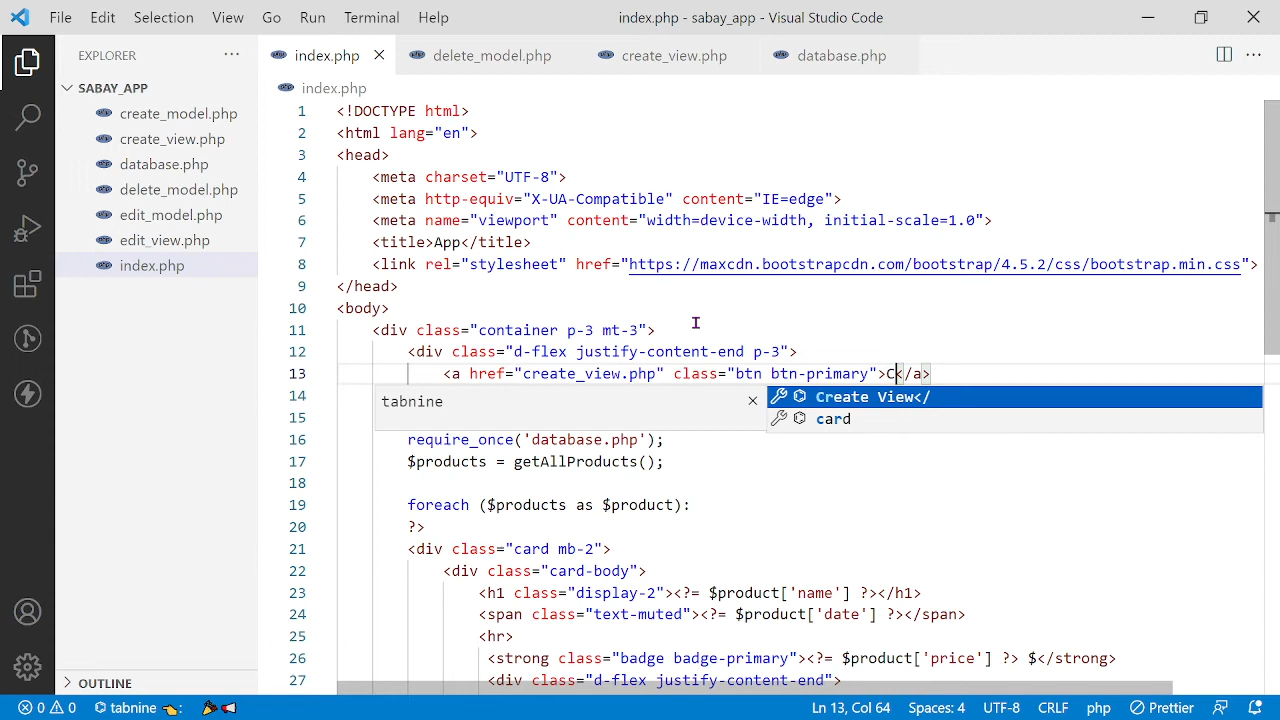 File Edit Selection View Go Run Terminal Help index.php - sabay_app - Visual Studio Code
EXPLORER
SABAY_APP
create_model.php
create_view.php
database.php
delete_model.php
edit_model.php
edit_view.php
index.php
OUTLINE
index.php delete_model.php create_view.php database.php
index.php
1 <!DOCTYPE html>
2 <html lang="en">
3 <head>
4 <meta charset="UTF-8">
5 <meta http-equiv="X-UA-Compatible" content="IE=edge">
6 <meta name="viewport" content="width=device-width, initial-scale=1.0">
7 <title>App</title>
8 <link rel="stylesheet" href="https://maxcdn.bootstrapcdn.com/bootstrap/4.5.2/css/bootstrap.min.css">
9 </head>
10 <body>
11 <div class="container p-3 mt-3">
12 <div class="d-flex justify-content-end p-3">
13 <a href="create_view.php" class="btn btn-primary">C</a>
14
tabnine
Create View</
card
15
16 require_once('database.php');
17 $products = getAllProducts();
18
19 foreach ($products as $product):
20 ?>
21 <div class="card mb-2">
22 <div class="card-body">
23 <h1 class="display-2"><?= $product['name'] ?></h1>
24 <span class="text-muted"><?= $product['date'] ?></span>
25 <hr>
26 <strong class="badge badge-primary"><?= $product['price'] ?> $</strong>
27 <div class="d-flex justify-content-end">
0 0 tabnine Ln 13, Col 64 Spaces: 4 UTF-8 CRLF php Prettier